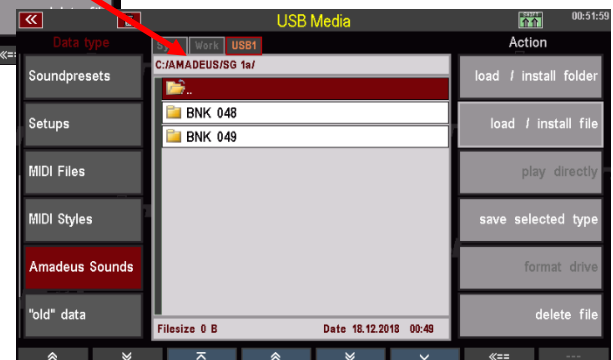 USB Media
00:51:59
Data type
Work USB1
Action
C:/AMADEUS/SG 1a/
Soundpresets
Setups
MIDI Files
MIDI Styles
Amadeus Sounds
"old" data
..
BNK 048
BNK 049
Filesize 0 B Date 18.12.2018 00:49
load / install folder
load / install file
play directly
save selected type
format drive
delete file